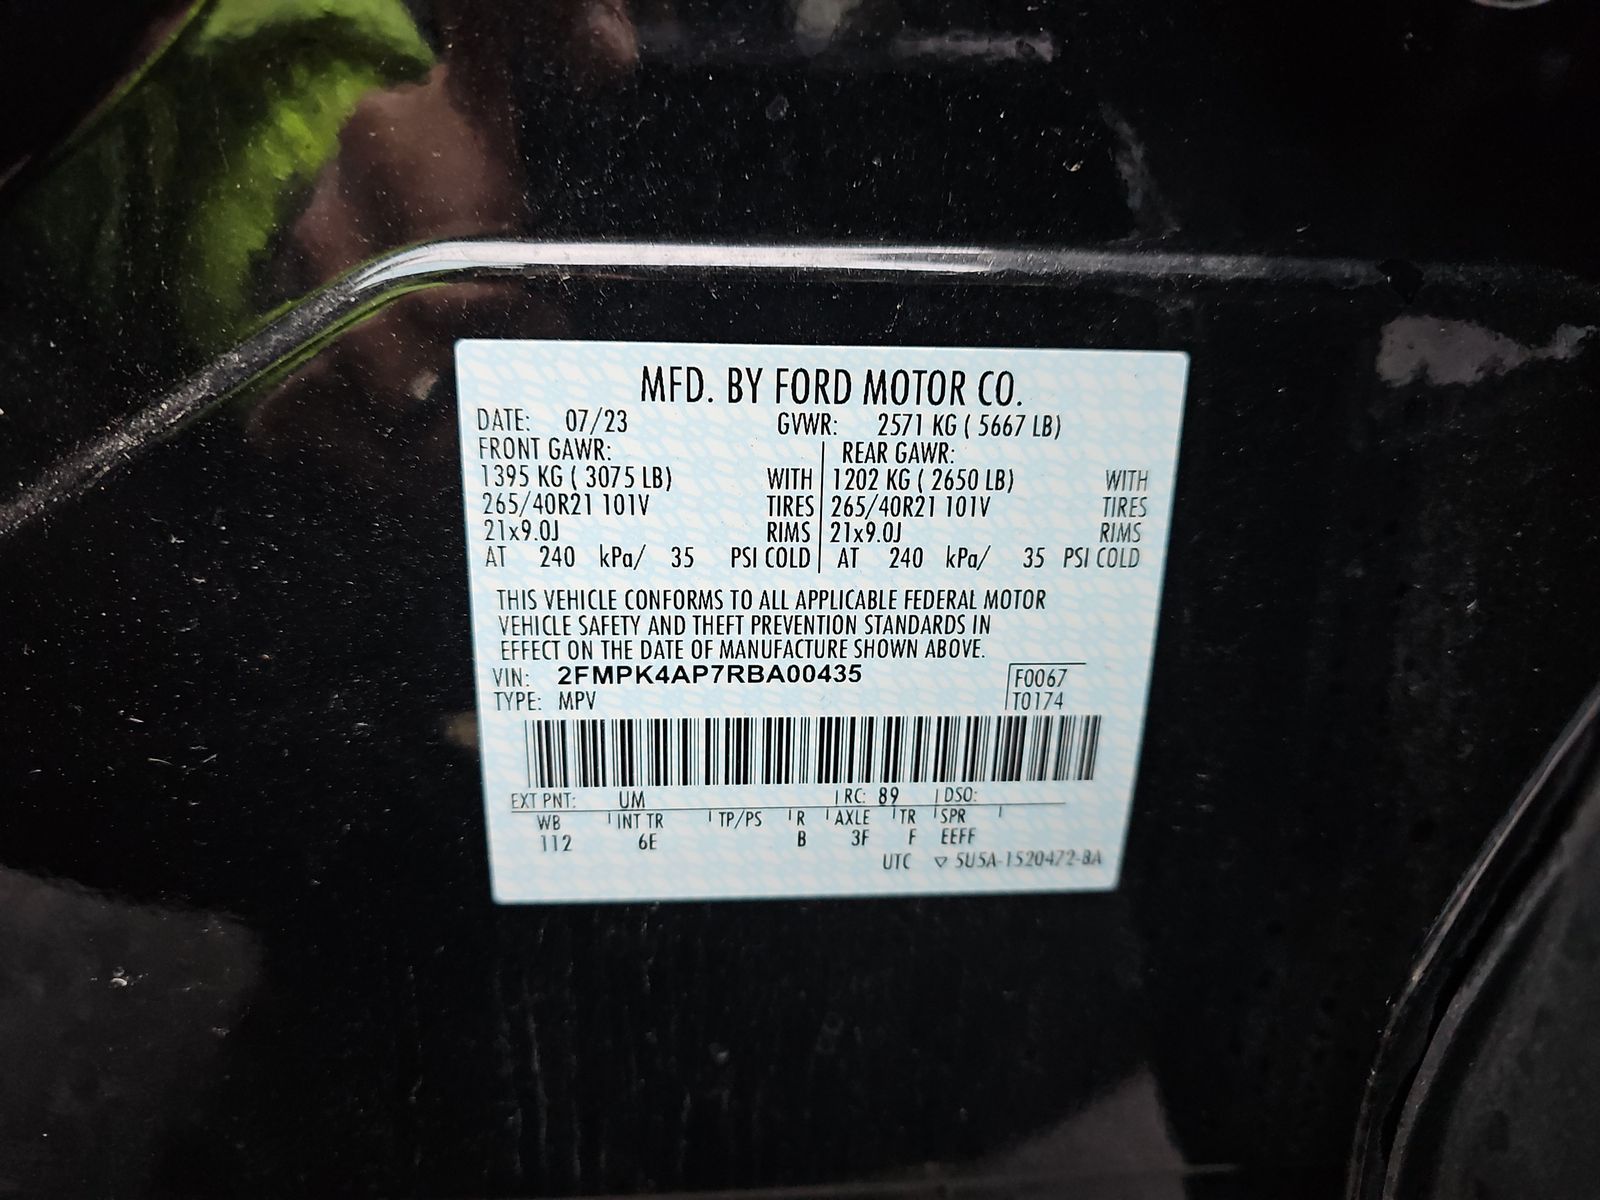 MFD. BY FORD MOTOR CO.
DATE: 07/23 GVWR: 2571 KG ( 5667 LB)
FRONT GAWR: REAR GAWR:
1395 KG ( 3075 LB) WITH 1202 KG ( 2650 LB) WITH
265/40R21 101V TIRES 265/40R21 101V TIRES
21x9.0J RIMS 21x9.0J RIMS
AT 240 kPa/ 35 PSI COLD AT 240 kPa/ 35 PSI COLD
THIS VEHICLE CONFORMS TO ALL APPLICABLE FEDERAL MOTOR
VEHICLE SAFETY AND THEFT PREVENTION STANDARDS IN
EFFECT ON THE DATE OF MANUFACTURE SHOWN ABOVE.
VIN: 2FMPK4AP7RBA00435 F0067
TYPE: MPV T0174
EXT PNT: UM RC: 89 DSO:
WB INT TR TP/PS R AXLE TR SPR
112 6E B 3F F EEFF
UTC ▽ 5U5A-1520472-BA